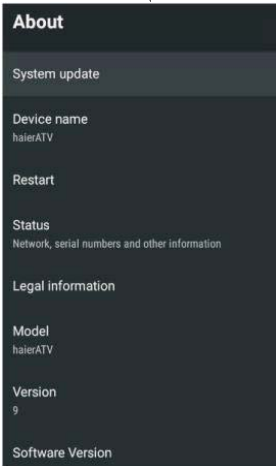 About
System update
Device name
haierATV
Restart
Status
Network, serial numbers and other information
Legal information
Model
haierATV
Version
9
Software Version